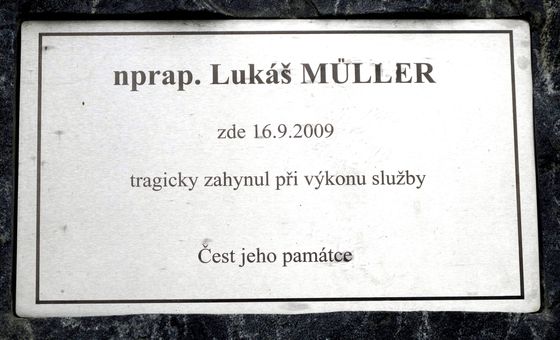 nprap. Lukáš MÜLLER
zde 16.9.2009
tragicky zahynul při výkonu služby
Čest jeho památce